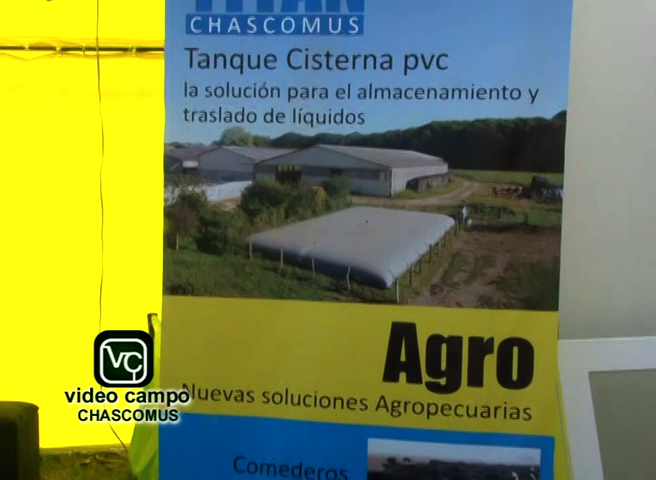 TITAN
CHASCOMUS
Tanque Cisterna pvc
la solución para el almacenamiento y
traslado de líquidos
Agro
Nuevas soluciones Agropecuarias
Comederos
VC
video campo
CHASCOMUS